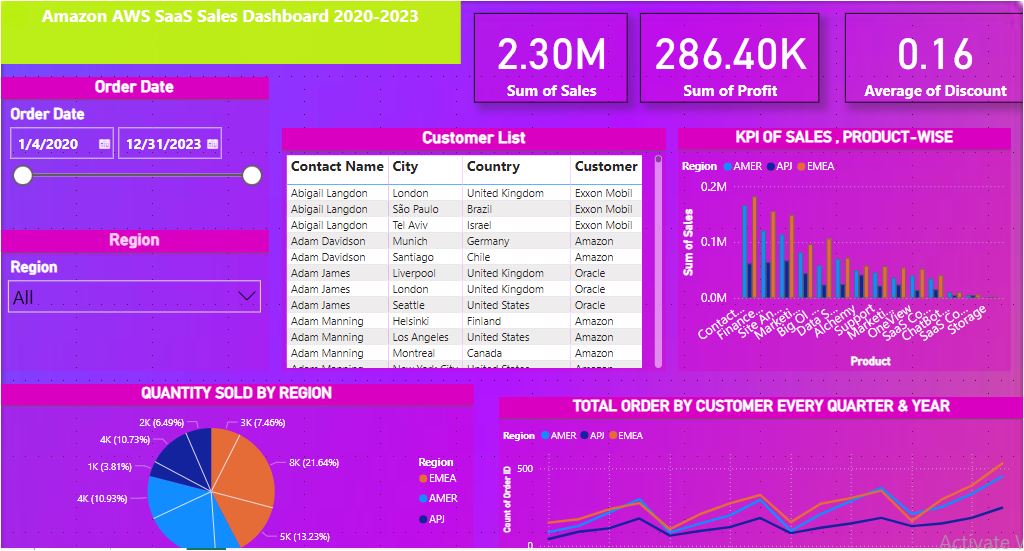 Amazon AWS SaaS Sales Dashboard 2020-2023
2.30M
Sum of Sales
286.40K
Sum of Profit
0.16
Average of Discount
Order Date
Order Date
1/4/2020 12/31/2023
Region
Region
All
Customer List
Contact Name City Country Customer
Abigail Langdon London United Kingdom Exxon Mobil
Abigail Langdon São Paulo Brazil Exxon Mobil
Abigail Langdon Tel Aviv Israel Exxon Mobil
Adam Davidson Munich Germany Amazon
Adam Davidson Santiago Chile Amazon
Adam James Liverpool United Kingdom Oracle
Adam James London United Kingdom Oracle
Adam James Seattle United States Oracle
Adam Manning Helsinki Finland Amazon
Adam Manning Los Angeles United States Amazon
Adam Manning Montreal Canada Amazon
Adam Manning New York City United States Amazon
KPI OF SALES , PRODUCT-WISE
Region AMER APJ EMEA
Sum of Sales
0.2M
0.1M
0.0M
Contact...
Finance...
Site An...
Marketi...
Big Ol ...
Data S...
Alchemy
Support
Marketi...
OneView
SaaS Co...
ChatBot...
SaaS Co...
Storage
Product
QUANTITY SOLD BY REGION
2K (6.49%)
3K (7.46%)
4K (10.73%)
8K (21.64%)
1K (3.81%)
4K (10.93%)
5K (13.23%)
Region
EMEA
AMER
APJ
TOTAL ORDER BY CUSTOMER EVERY QUARTER & YEAR
Region AMER APJ EMEA
Count of Order ID
500
0
Activate